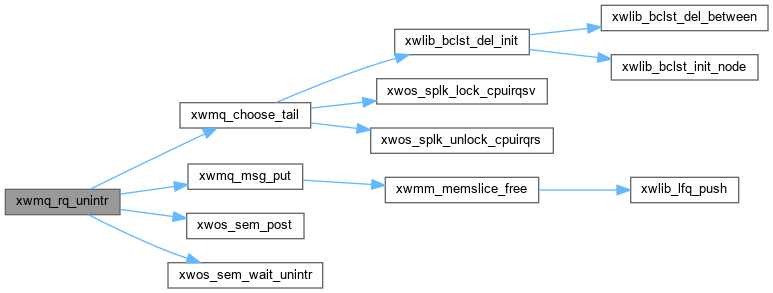 xwlib_bclst_del_between
xwlib_bclst_del_init
xwlib_bclst_init_node
xwos_splk_lock_cpuirqsv
xwmq_choose_tail
xwos_splk_unlock_cpuirqrs
xwmq_msg_put
xwmm_memslice_free
xwlib_lfq_push
xwmq_rq_unintr
xwos_sem_post
xwos_sem_wait_unintr